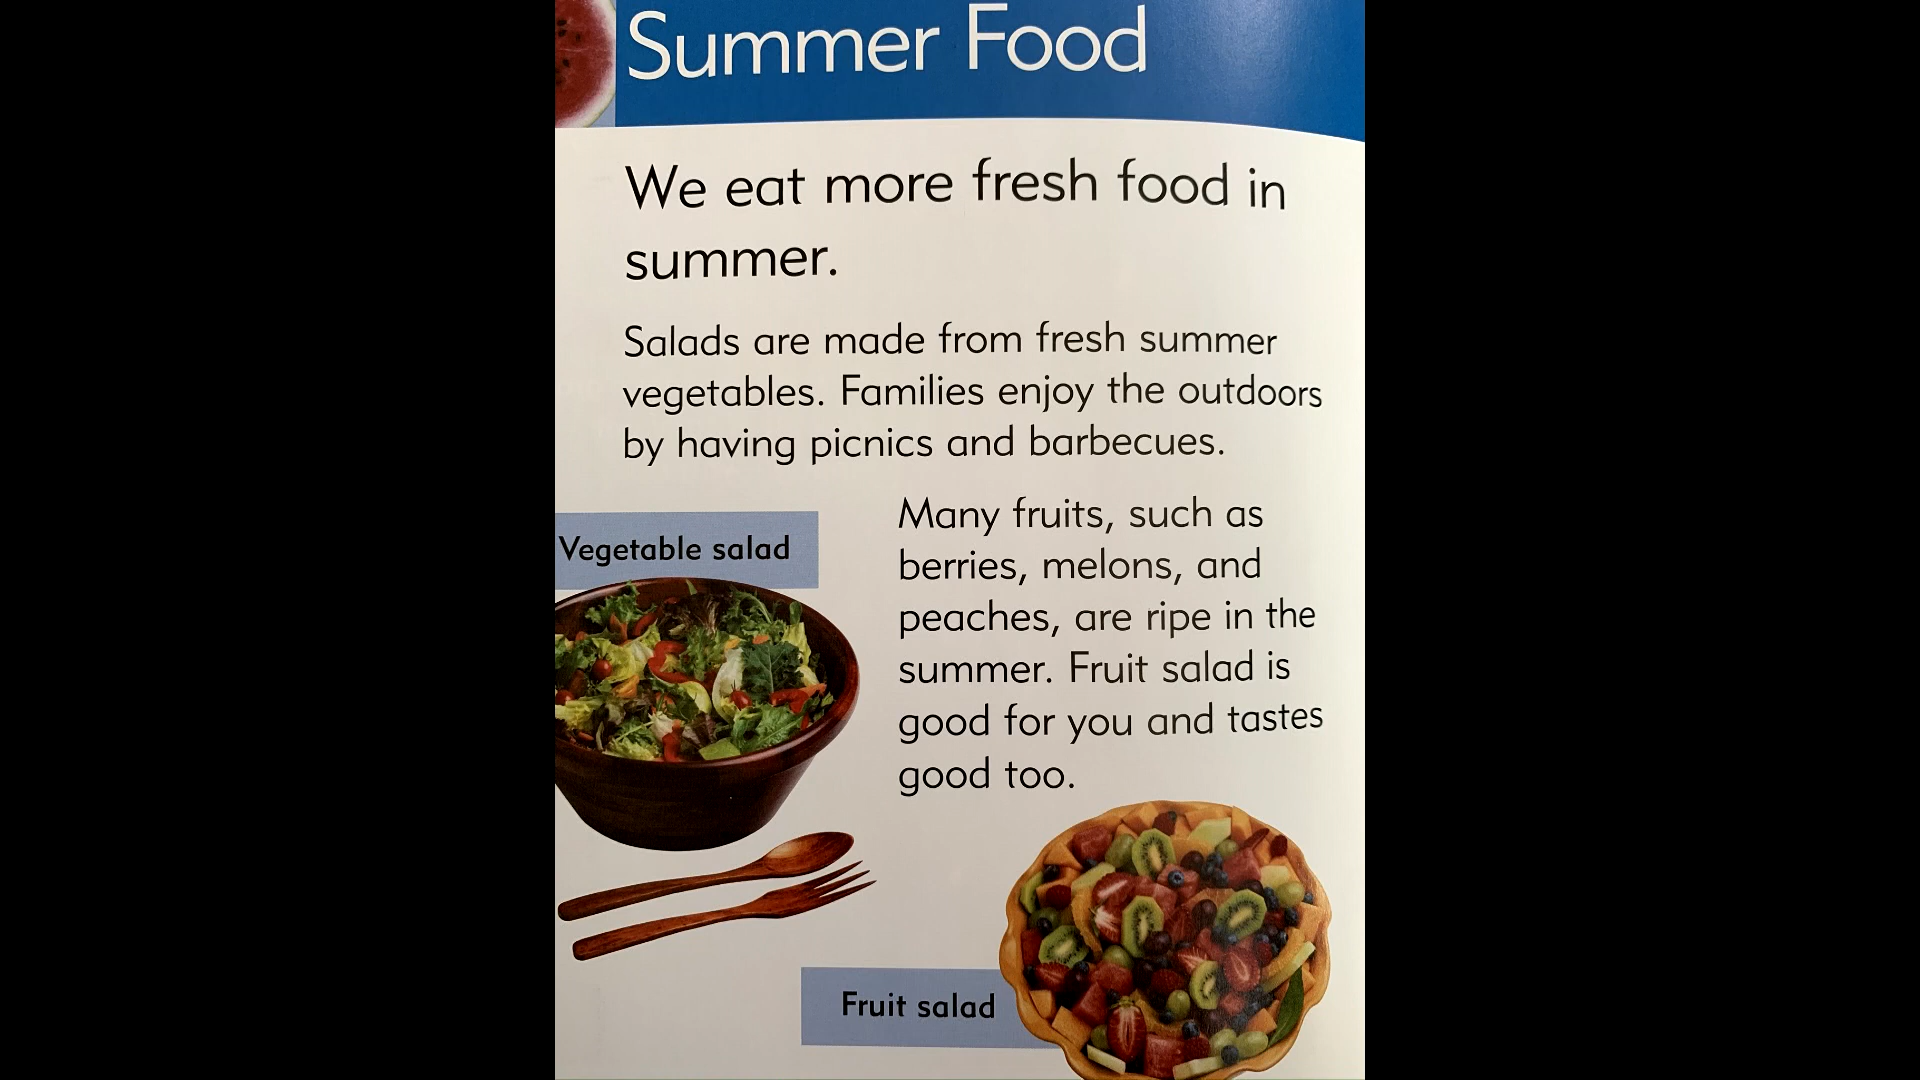 Summer Food
We eat more fresh food in
summer.
Salads are made from fresh summer
vegetables. Families enjoy the outdoors
by having picnics and barbecues.
Many fruits, such as
berries, melons, and
peaches, are ripe in the
summer. Fruit salad is
good for you and tastes
good too.
Vegetable salad
Fruit salad